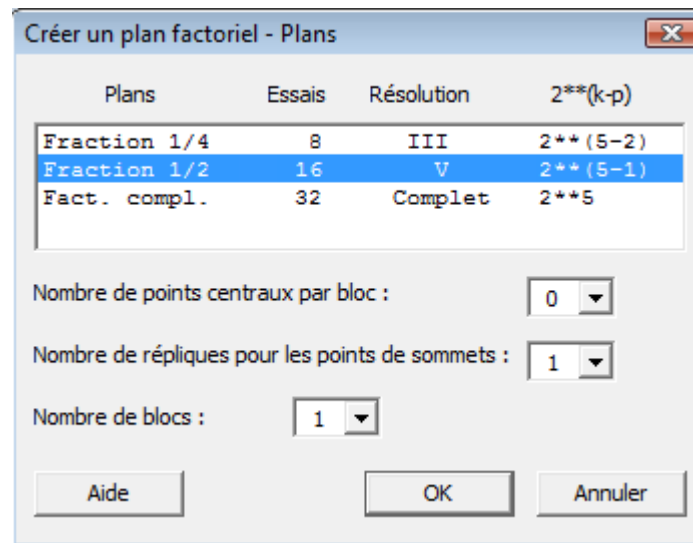 Créer un plan factoriel - Plans
Plans Essais Résolution 2**(k-p)
Fraction 1/4 8 III 2**(5-2)
Fraction 1/2 16 V 2**(5-1)
Fact. compl. 32 Complet 2**5
Nombre de points centraux par bloc : 0
Nombre de répliques pour les points de sommets : 1
Nombre de blocs : 1
Aide OK Annuler